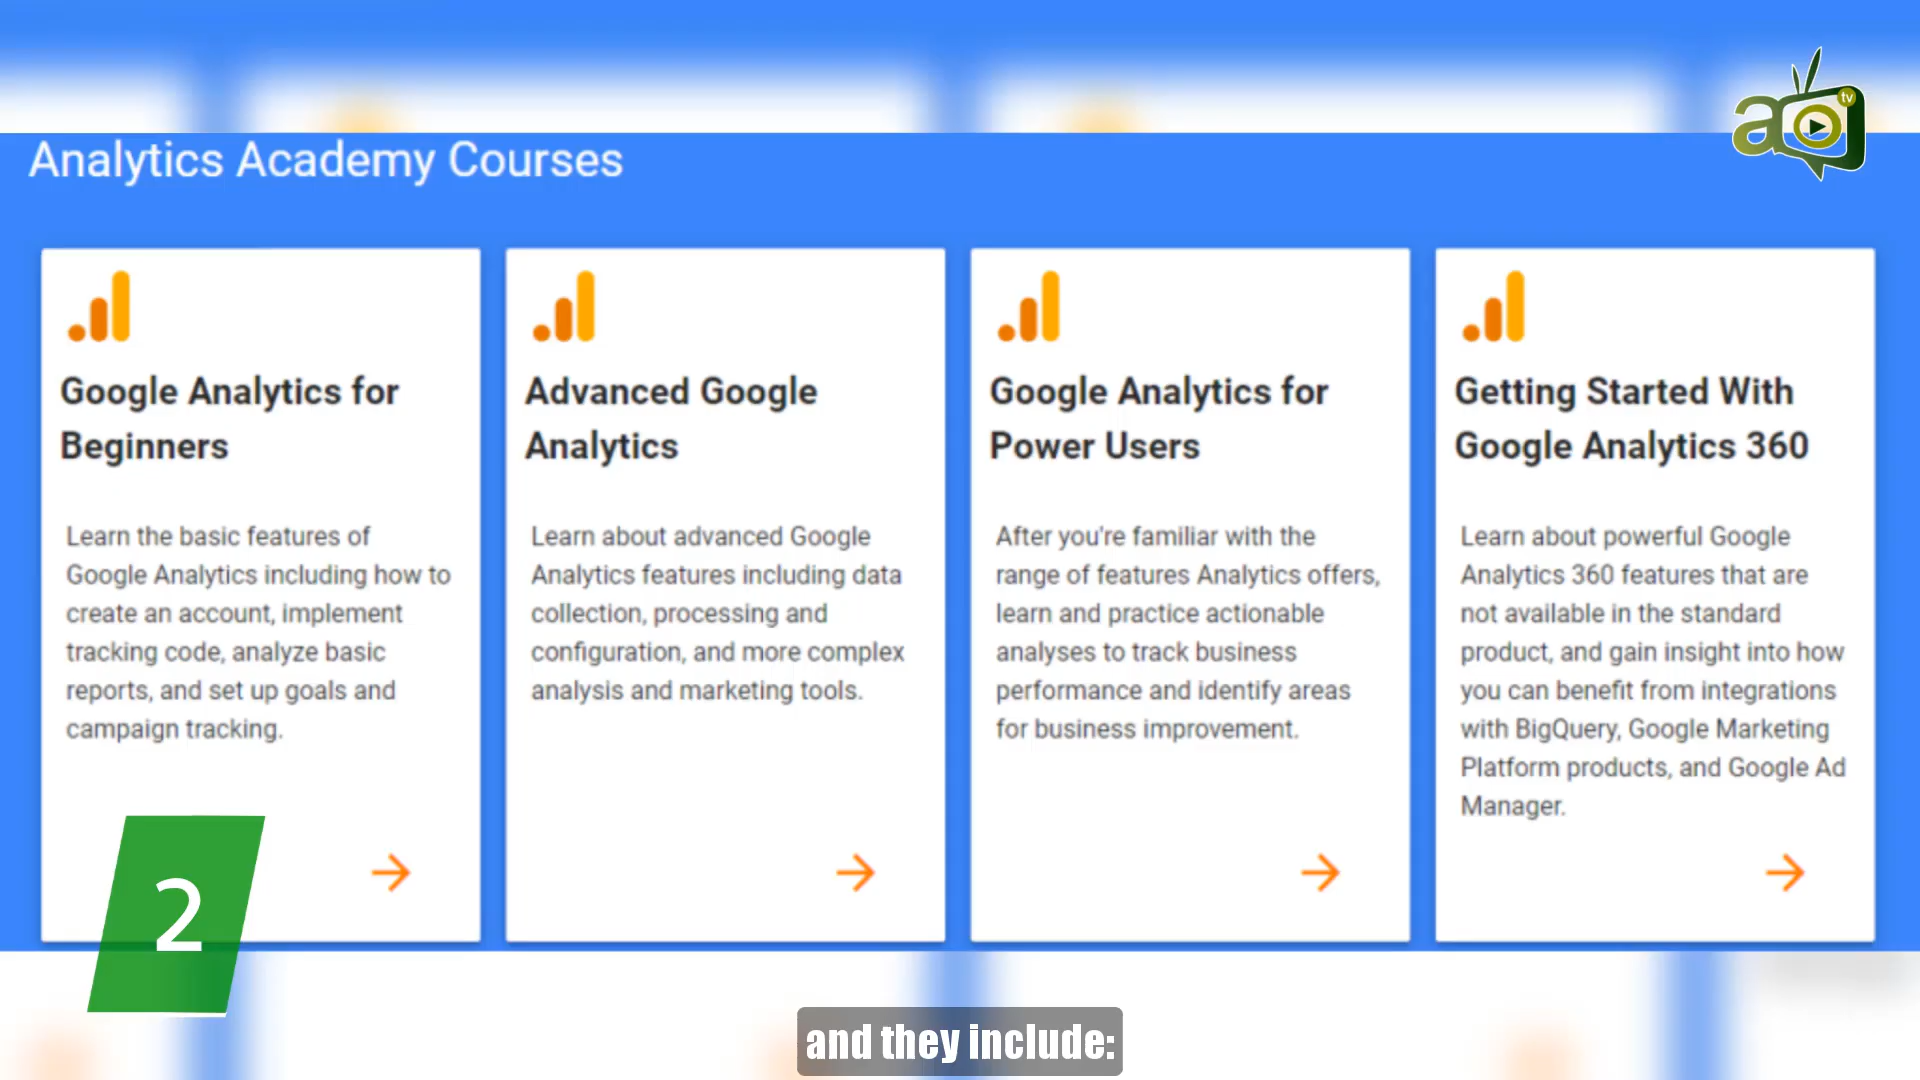 ao tv
Analytics Academy Courses
Google Analytics for
Beginners
Learn the basic features of
Google Analytics including how to
create an account, implement
tracking code, analyze basic
reports, and set up goals and
campaign tracking.
Advanced Google
Analytics
Learn about advanced Google
Analytics features including data
collection, processing and
configuration, and more complex
analysis and marketing tools.
Google Analytics for
Power Users
After you're familiar with the
range of features Analytics offers,
learn and practice actionable
analyses to track business
performance and identify areas
for business improvement.
Getting Started With
Google Analytics 360
Learn about powerful Google
Analytics 360 features that are
not available in the standard
product, and gain insight into how
you can benefit from integrations
with BigQuery, Google Marketing
Platform products, and Google Ad
Manager.
2
and they include: